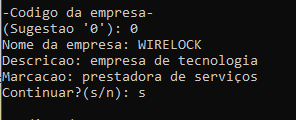 -Codigo da empresa-
(Sugestao '0'): 0
Nome da empresa: WIRELOCK
Descricao: empresa de tecnologia
Marcacao: prestadora de serviços
Continuar?(s/n): s